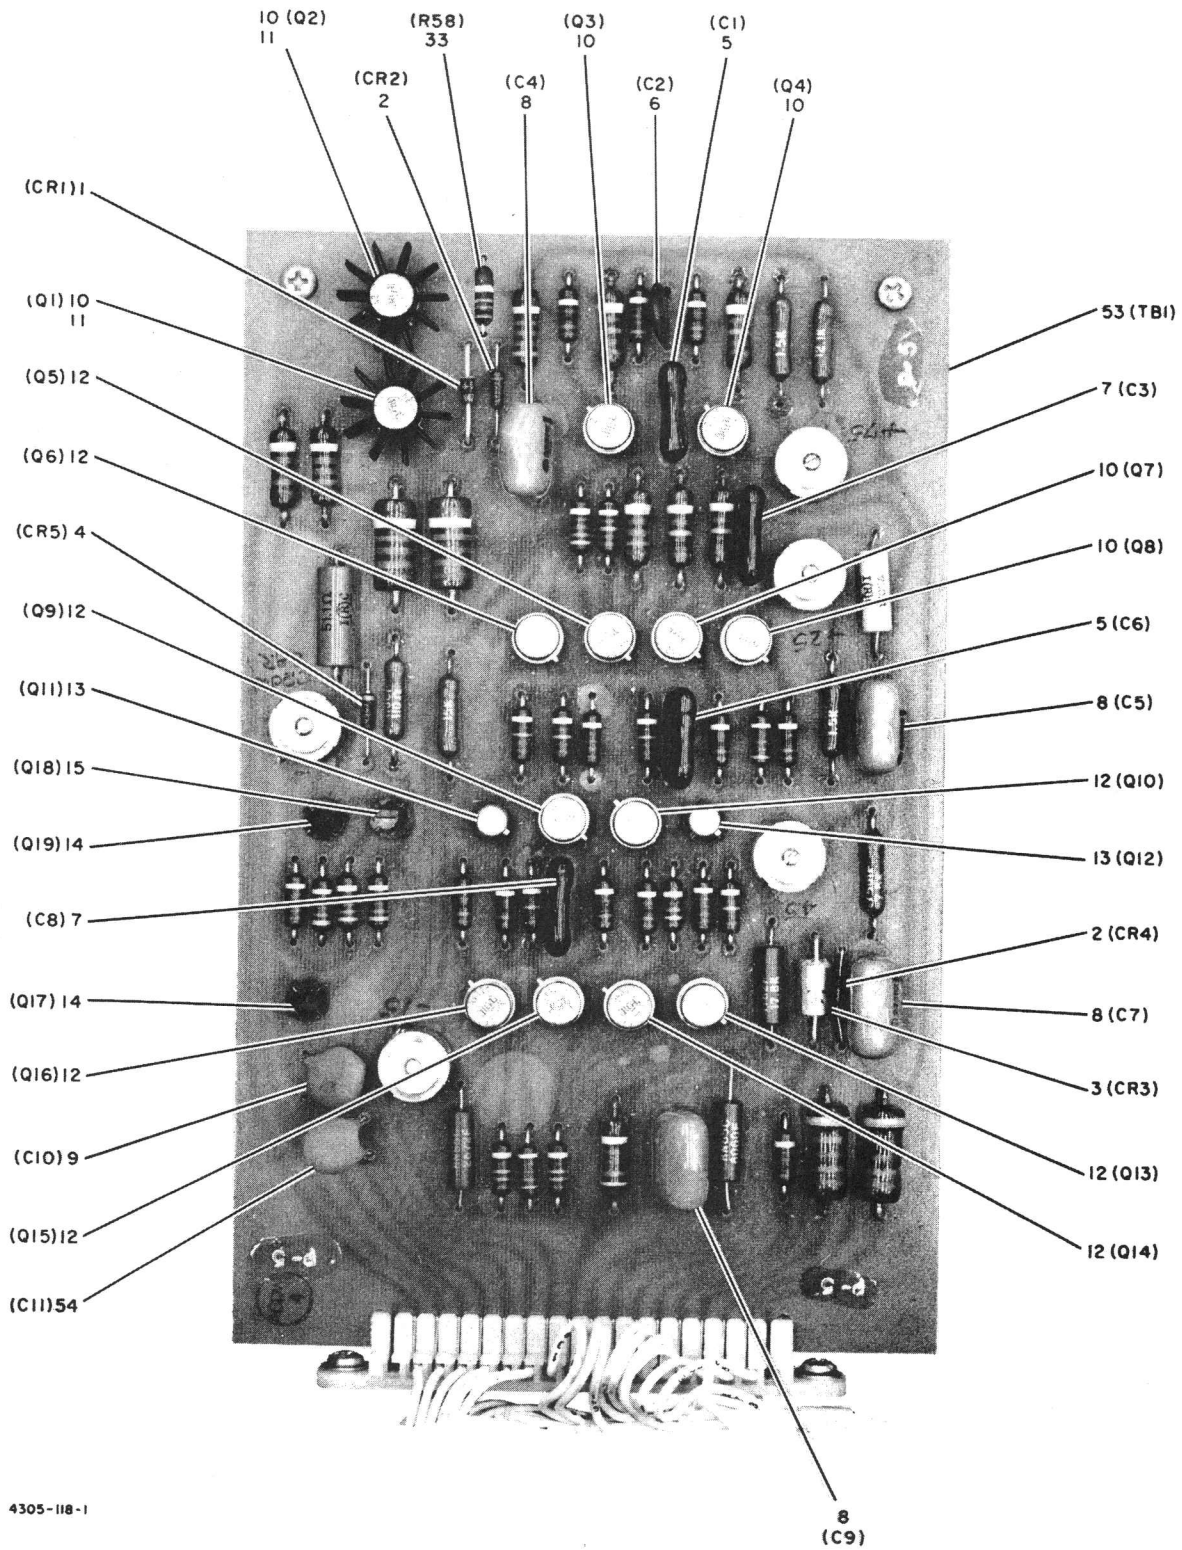 10 (Q2)
11
(R58)
33
(Q3)
10
(C1)
5
(CR2)
2
(C4)
8
(C2)
6
(Q4)
10
(CR1) 1
(Q1) 10
11
(Q5) 12
(Q6) 12
(CR5) 4
(Q9) 12
(Q11) 13
(Q18) 15
(Q19) 14
(C8) 7
(Q17) 14
(Q16) 12
(C10) 9
(Q15) 12
(C11) 54
53 (TB1)
7 (C3)
10 (Q7)
10 (Q8)
5 (C6)
8 (C5)
12 (Q10)
13 (Q12)
2 (CR4)
8 (C7)
3 (CR3)
12 (Q13)
12 (Q14)
8
(C9)
4305-118-1